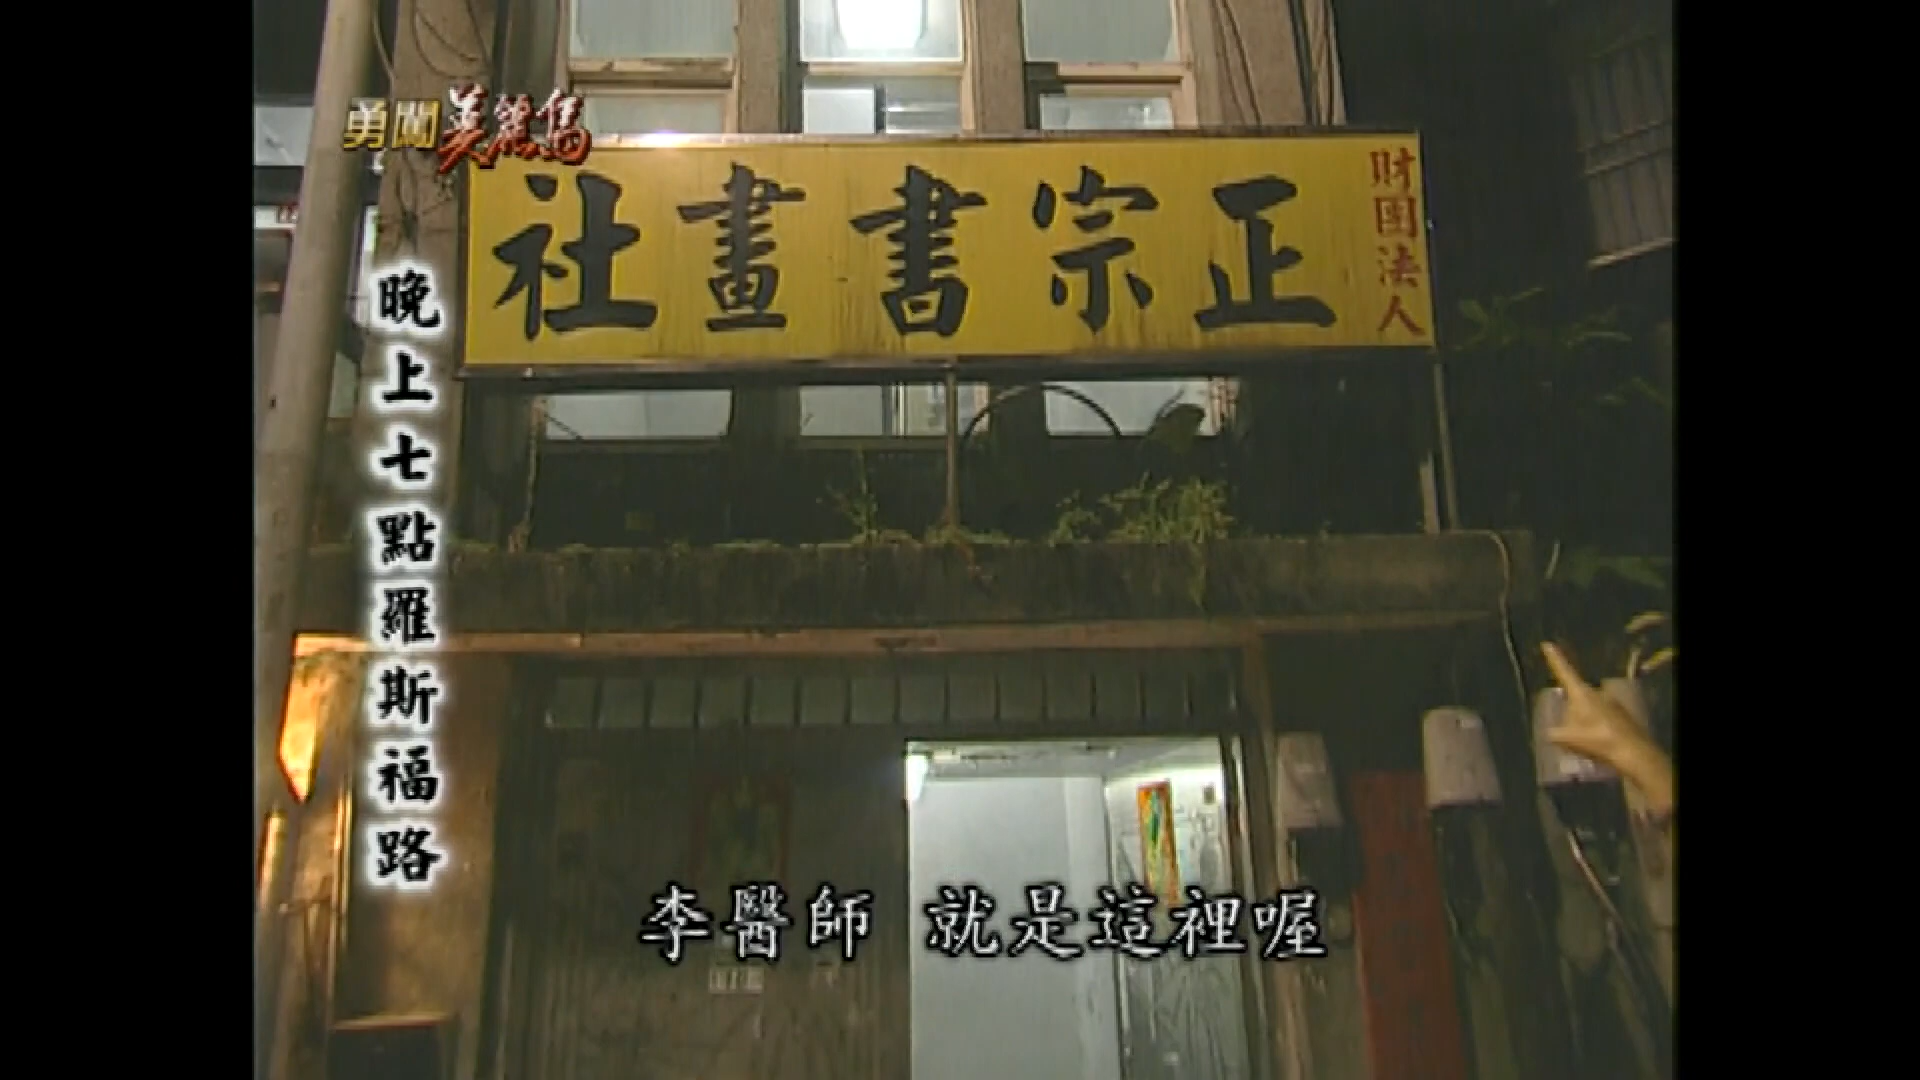 勇闖美麗島
財團法人
正宗書畫社
晚上七點羅斯福路
李醫師 就是這裡喔